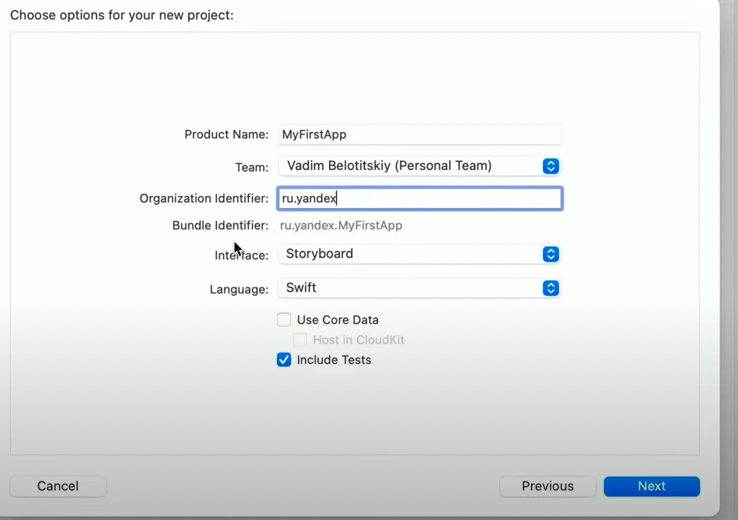 Choose options for your new project:
Product Name: MyFirstApp
Team: Vadim Belotitskiy (Personal Team)
Organization Identifier: ru.yandex
Bundle Identifier: ru.yandex.MyFirstApp
Interface: Storyboard
Language: Swift
Use Core Data
Host in CloudKit
Include Tests
Cancel Previous Next